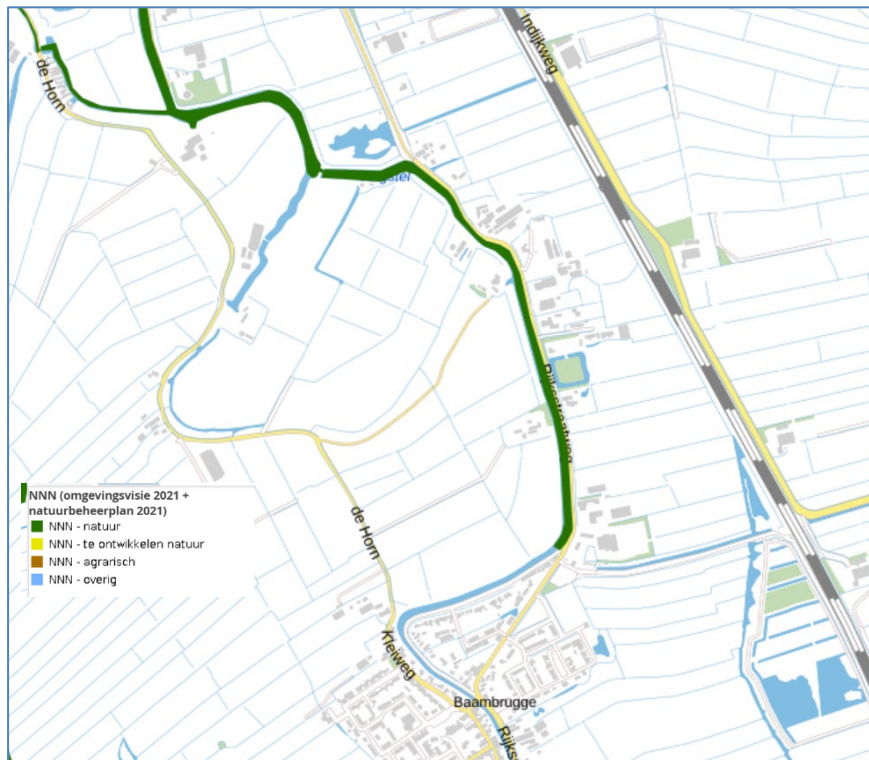 Indijkweg
de Horn
Rijksstraatweg
NNN (omgevingsvisie 2021 +
natuurbeheerplan 2021)
NNN - natuur
NNN - te ontwikkelen natuur
NNN - agrarisch
NNN - overig
de Horn
Kleiweg
Baambrugge